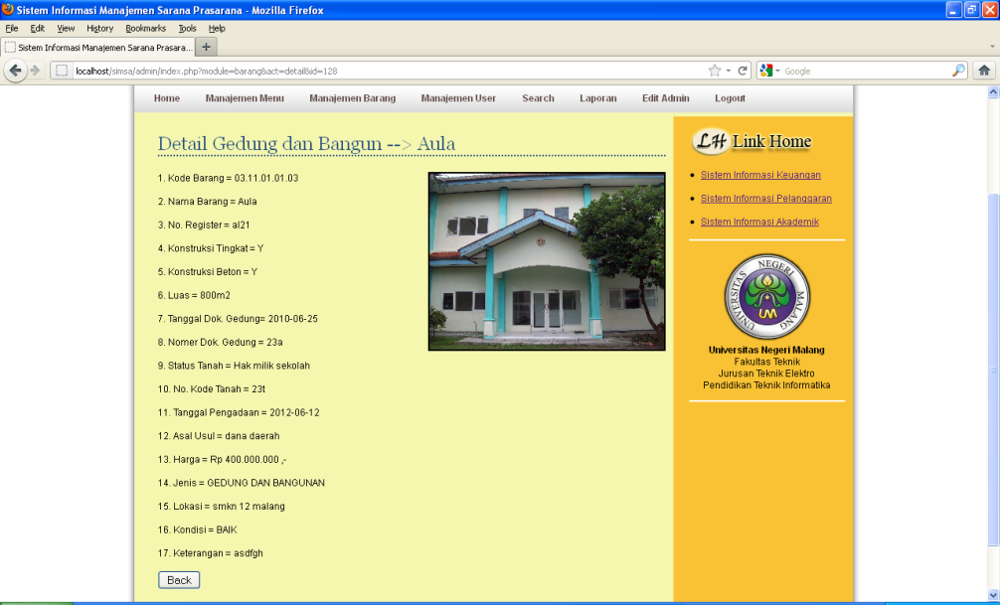 Sistem Informasi Manajemen Sarana Prasarana - Mozilla Firefox
File Edit View History Bookmarks Tools Help
Sistem Informasi Manajemen Sarana Prasara...
localhost/simsa/admin/index.php?module=barang&act=detail&id=128
Google
Home Manajemen Menu Manajemen Barang Manajemen User Search Laporan Edit Admin Logout
Detail Gedung dan Bangun --> Aula
1. Kode Barang = 03.11.01.01.03
2. Nama Barang = Aula
3. No. Register = al21
4. Konstruksi Tingkat = Y
5. Konstruksi Beton = Y
6. Luas = 800m2
7. Tanggal Dok. Gedung= 2010-06-25
8. Nomer Dok. Gedung = 23a
9. Status Tanah = Hak milik sekolah
10. No. Kode Tanah = 23t
11. Tanggal Pengadaan = 2012-06-12
12. Asal Usul = dana daerah
13. Harga = Rp 400.000.000 ,-
14. Jenis = GEDUNG DAN BANGUNAN
15. Lokasi = smkn 12 malang
16. Kondisi = BAIK
17. Keterangan = asdfgh
Back
LH Link Home
Sistem Informasi Keuangan
Sistem Informasi Pelanggaran
Sistem Informasi Akademik
UNIVERSITAS NEGERI MALANG
UM
Universitas Negeri Malang
Fakultas Teknik
Jurusan Teknik Elektro
Pendidikan Teknik Informatika